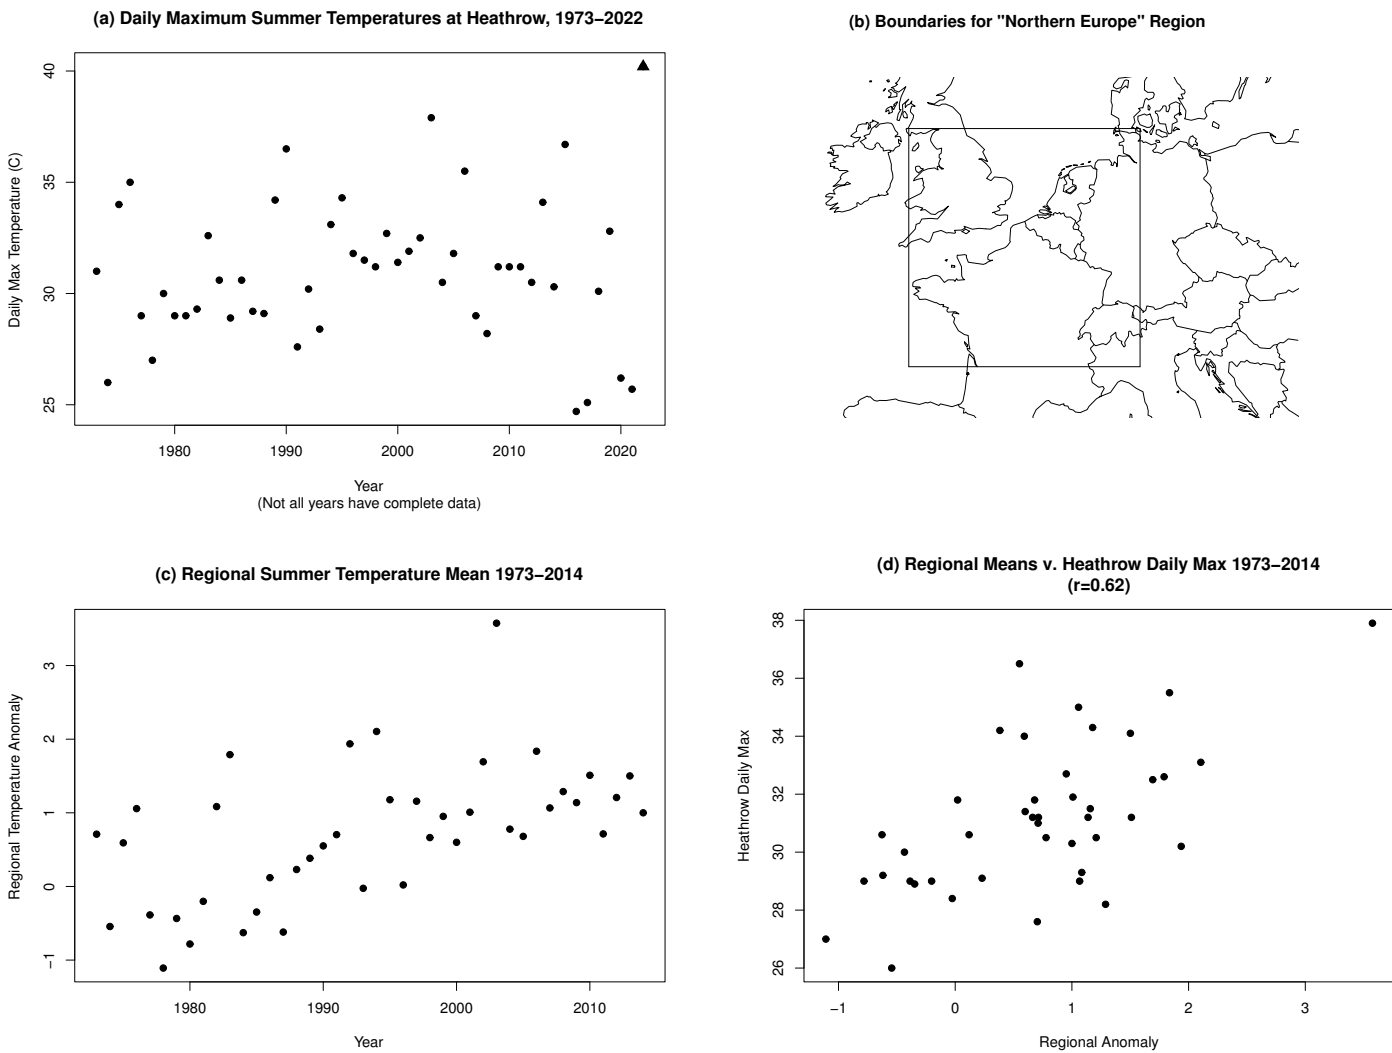 (a) Daily Maximum Summer Temperatures at Heathrow, 1973−2022
Daily Max Temperature (C)
40
35
30
25
1980 1990 2000 2010 2020
Year
(Not all years have complete data)
(b) Boundaries for "Northern Europe" Region
(c) Regional Summer Temperature Mean 1973−2014
Regional Temperature Anomaly
3
2
1
0
−1
1980 1990 2000 2010
Year
(d) Regional Means v. Heathrow Daily Max 1973−2014
(r=0.62)
Heathrow Daily Max
38
36
34
32
30
28
26
−1 0 1 2 3
Regional Anomaly